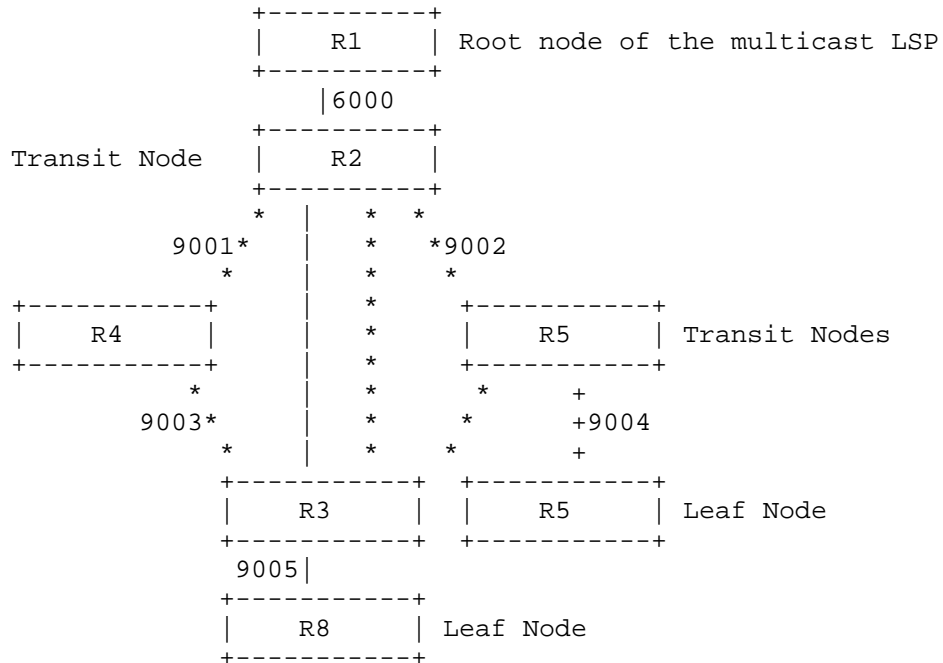 R1 Root node of the multicast LSP
6000
Transit Node R2
9001 9002
R4 R5 Transit Nodes
9003 9004
R3 R5 Leaf Node
9005
R8 Leaf Node